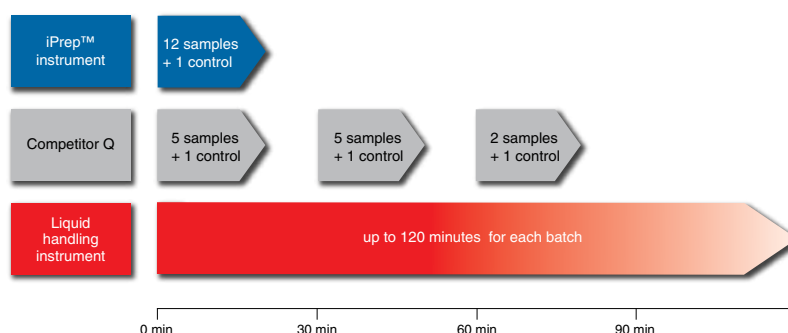 iPrep™
instrument
12 samples
+ 1 control
Competitor Q
5 samples
+ 1 control
5 samples
+ 1 control
2 samples
+ 1 control
Liquid
handling
instrument
up to 120 minutes for each batch
0 min
30 min
60 min
90 min